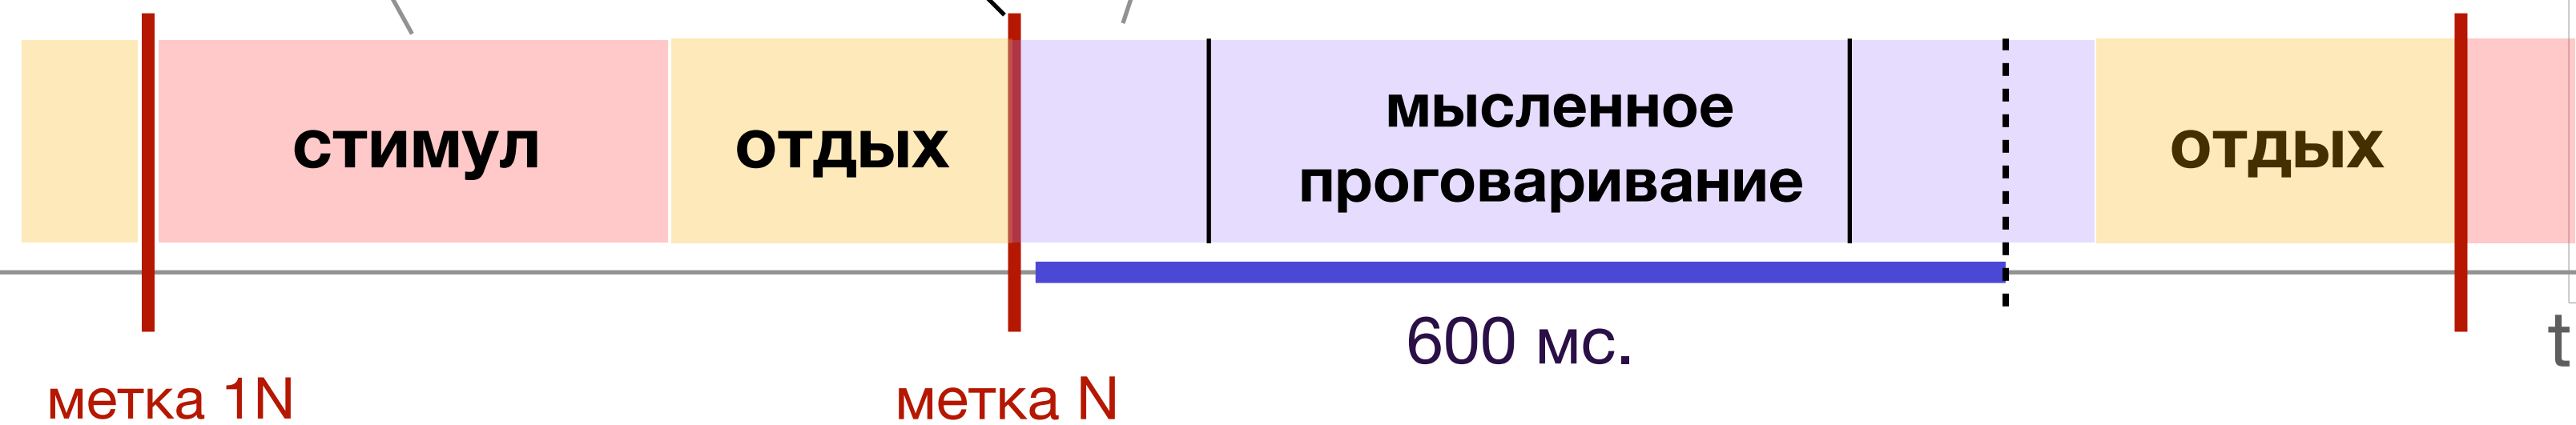 стимул
отдых
мысленное
проговаривание
отдых
600 мс.
t
метка 1N
метка N